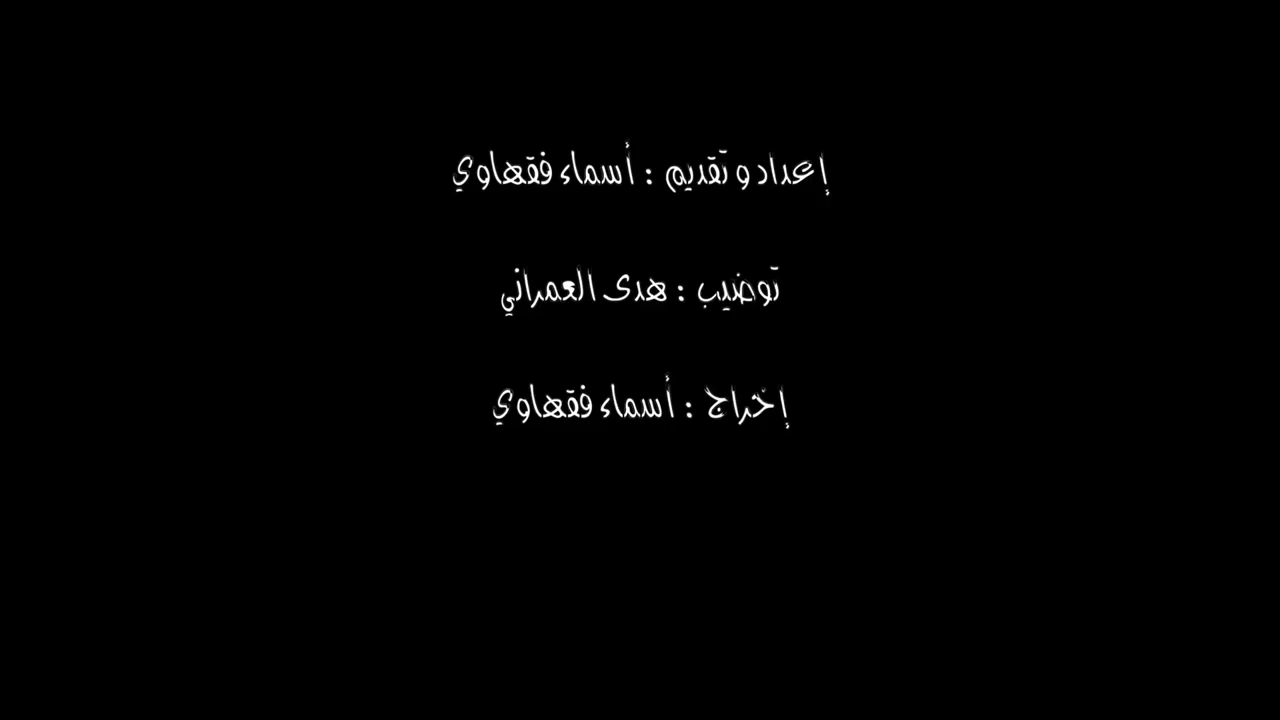 إعداد و تقديم : أسماء فقهاوي
توضيب : هدى العمراني
إخراج : أسماء فقهاوي